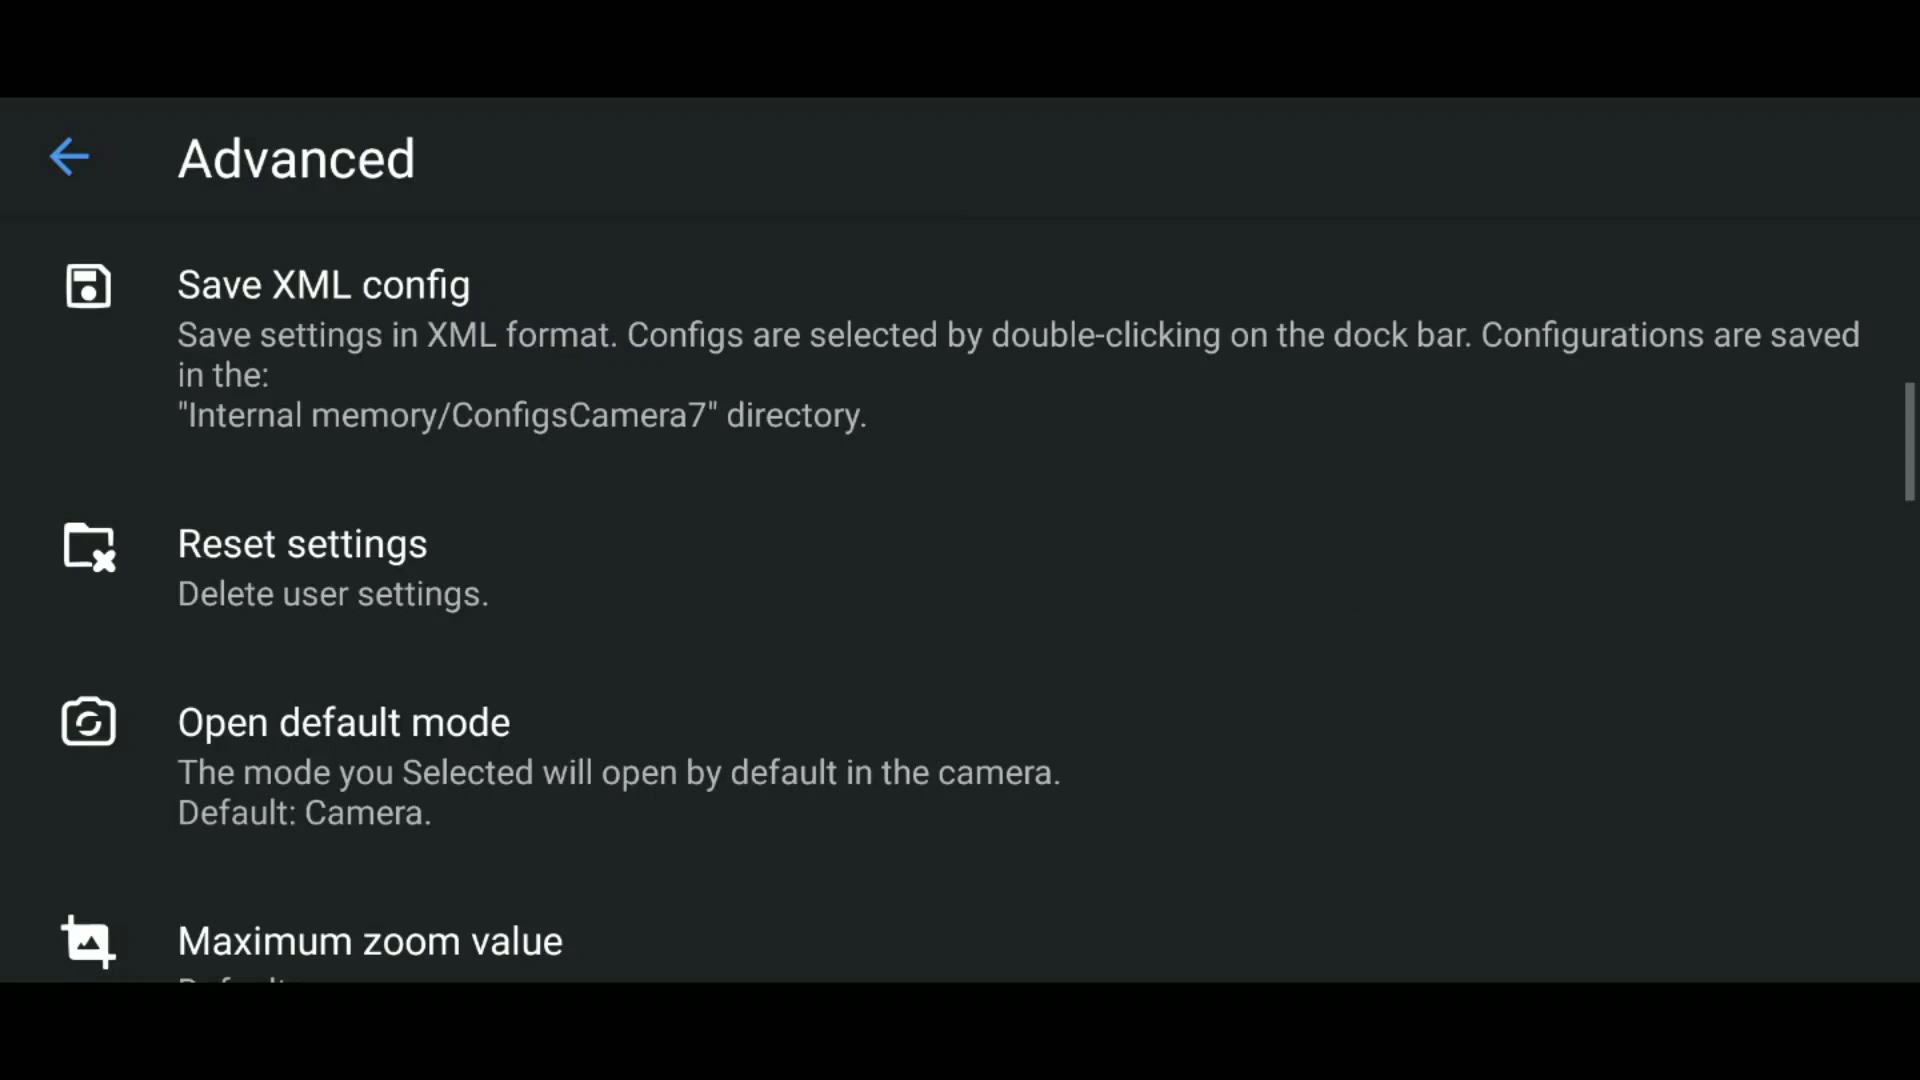 Advanced
Save XML config
Save settings in XML format. Configs are selected by double-clicking on the dock bar. Configurations are saved
in the:
"Internal memory/ConfigsCamera7" directory.
Reset settings
Delete user settings.
Open default mode
The mode you Selected will open by default in the camera.
Default: Camera.
Maximum zoom value